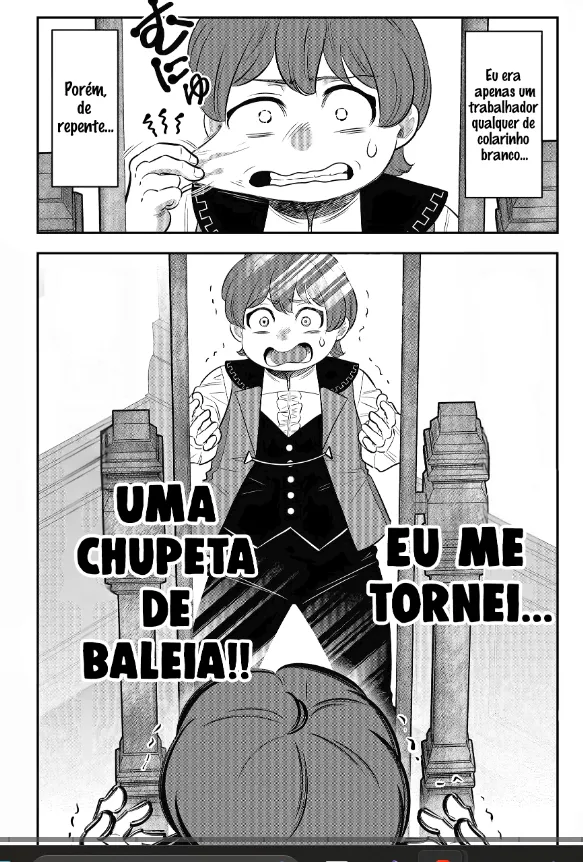 Eu era
apenas um
trabalhador
qualquer de
colarinho
branco...
むにゅ
Porém,
de
repente...
EU ME
TORNEI...
UMA
CHUPETA
DE
BALEIA!!